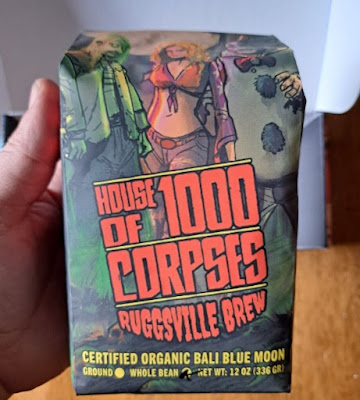 HOUSE
OF 1000
CORPSES
RUGGSVILLE BREW
CERTIFIED ORGANIC BALI BLUE MOON
GROUND WHOLE BEAN NET WT: 12 OZ (336 GR)